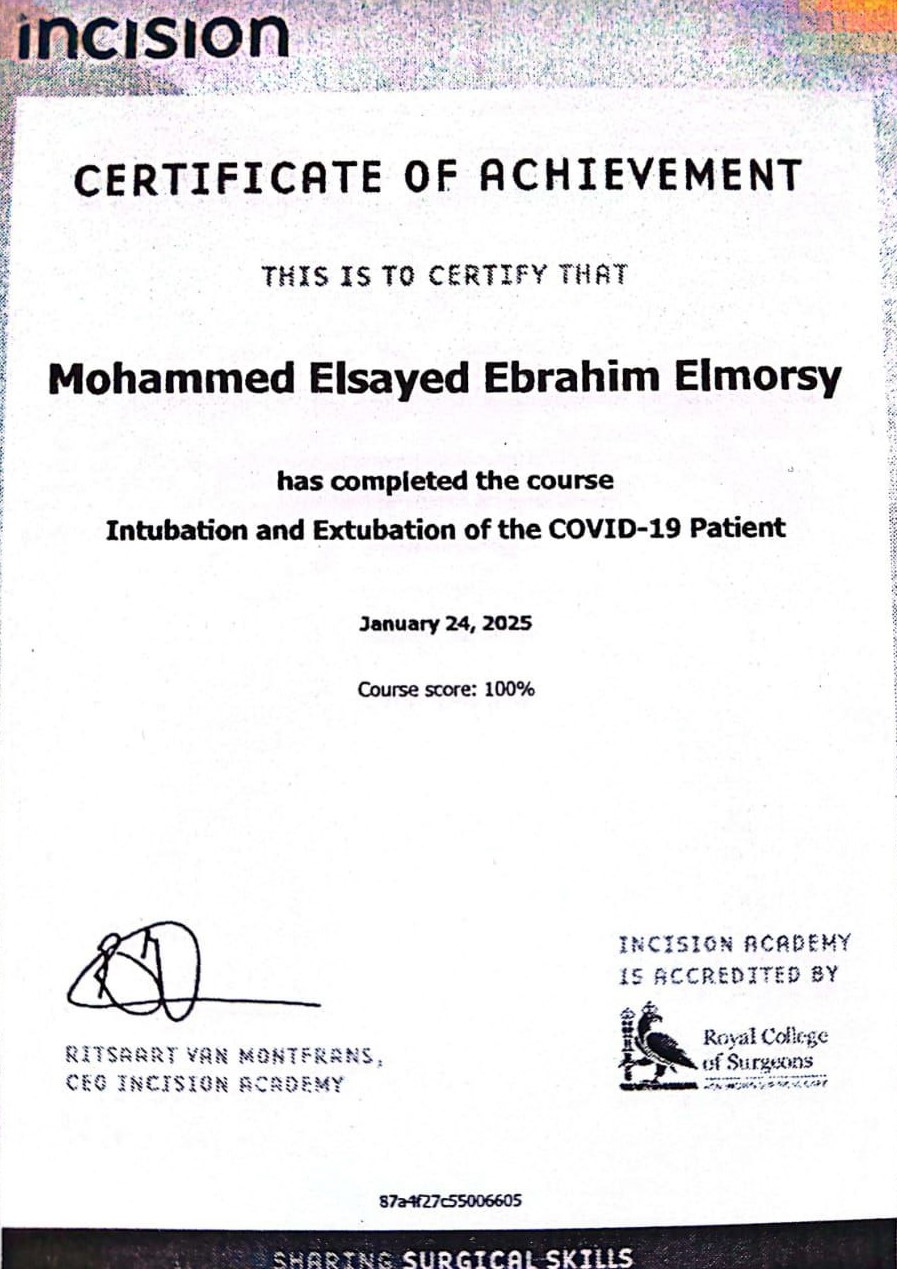 incision
CERTIFICATE OF ACHIEVEMENT
THIS IS TO CERTIFY THAT
Mohammed Elsayed Ebrahim Elmorsy
has completed the course
Intubation and Extubation of the COVID-19 Patient
January 24, 2025
Course score: 100%
INCISION ACADEMY
IS ACCREDITED BY
Royal College
of Surgeons
RITSAART VAN MONTFRANS,
CEO INCISION ACADEMY
87a4f27c55006605
SHARING SURGICAL SKILLS